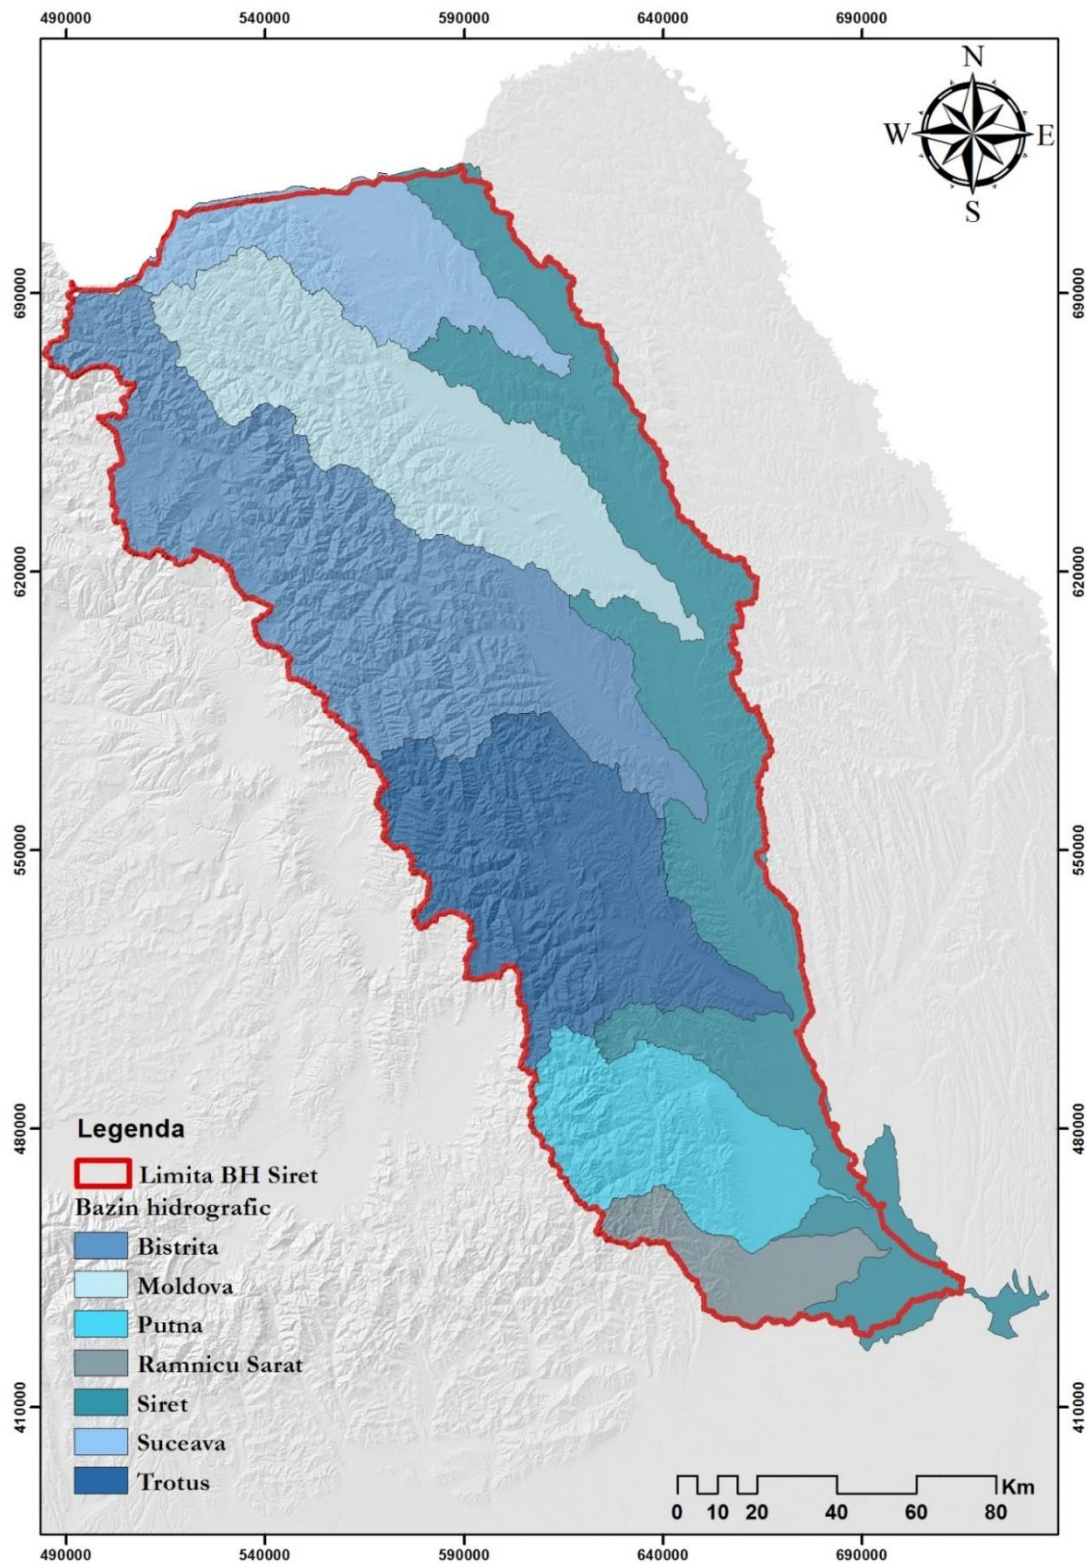 490000 540000 590000 640000 690000
N
W E
S
690000 690000
620000 620000
550000 550000
480000 480000
Legenda
Limita BH Siret
Bazin hidrografic
Bistrita
Moldova
Putna
Ramnicu Sarat
Siret
410000 410000
Suceava
Trotus
Km
0 10 20 40 60 80
490000 540000 590000 640000 690000